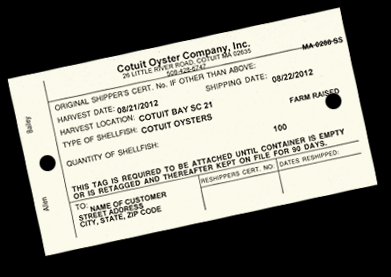 Cotuit Oyster Company, Inc.
26 LITTLE RIVER ROAD, COTUIT MA 02635
508-428-6747
MA 0288 SS
ORIGINAL SHIPPER'S CERT. No. IF OTHER THAN ABOVE:
HARVEST DATE: 08/21/2012 SHIPPING DATE: 08/22/2012
HARVEST LOCATION: COTUIT BAY SC 21
TYPE OF SHELLFISH: COTUIT OYSTERS FARM RAISED
QUANTITY OF SHELLFISH: 100
THIS TAG IS REQUIRED TO BE ATTACHED UNTIL CONTAINER IS EMPTY
OR IS RETAGGED AND THEREAFTER KEPT ON FILE FOR 90 DAYS.
TO: NAME OF CUSTOMER
STREET ADDRESS
CITY, STATE, ZIP CODE
RESHIPPERS CERT. NO. DATES RESHIPPED:
Bailey
Allen